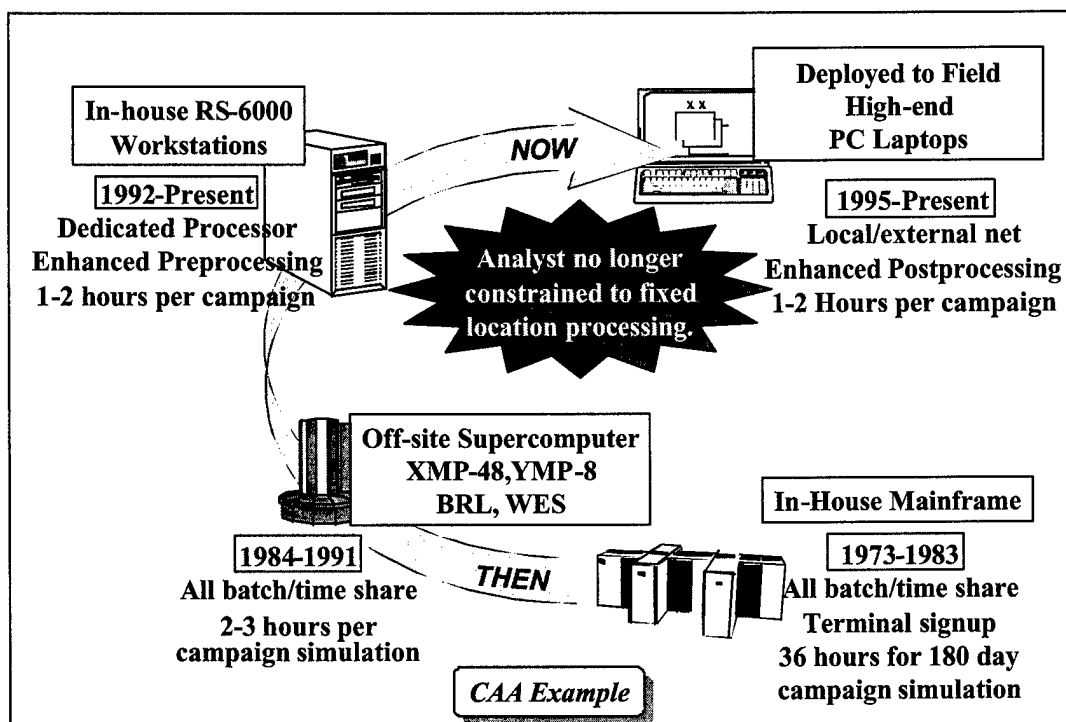 In-house RS-6000
Workstations
1992-Present
Dedicated Processor
Enhanced Preprocessing
1-2 hours per campaign
NOW
X X
Deployed to Field
High-end
PC Laptops
1995-Present
Local/external net
Enhanced Postprocessing
1-2 Hours per campaign
Analyst no longer
constrained to fixed
location processing.
Off-site Supercomputer
XMP-48,YMP-8
BRL, WES
1984-1991
All batch/time share
2-3 hours per
campaign simulation
THEN
In-House Mainframe
1973-1983
All batch/time share
Terminal signup
36 hours for 180 day
campaign simulation
CAA Example